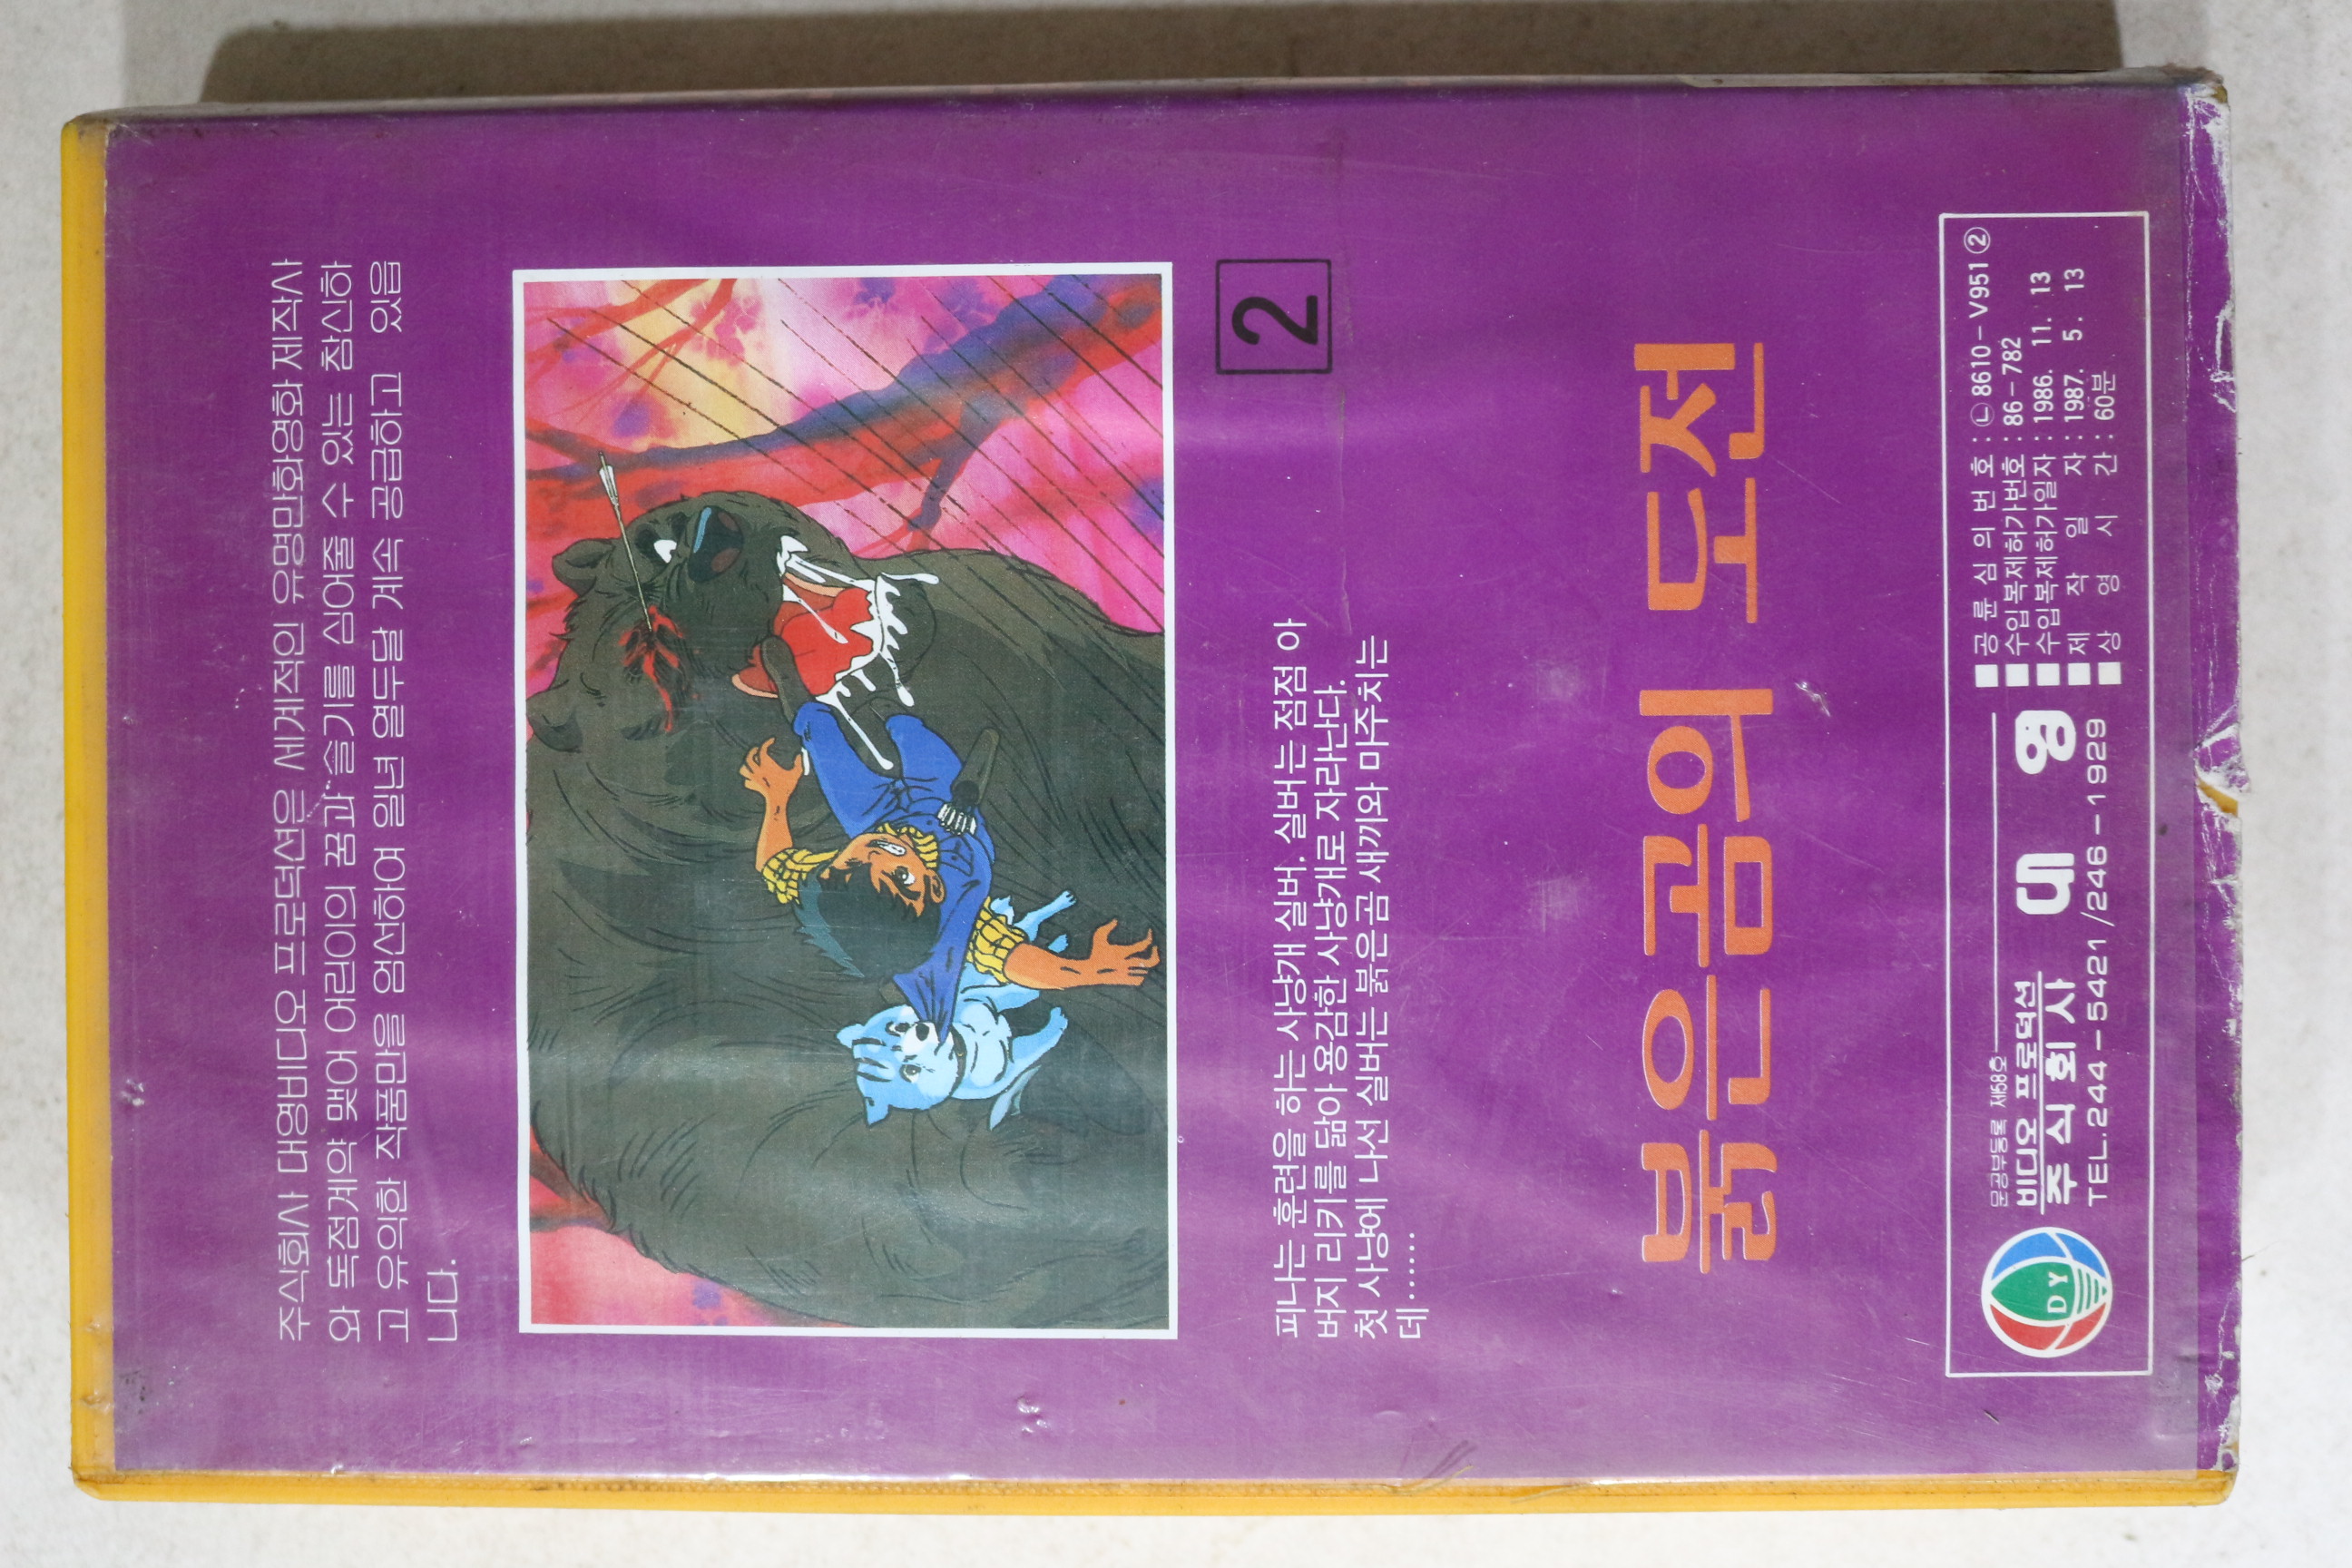 주식회사 대영비디오 프로덕션은 세계적인 유명만화영화 제작사
와 독점계약 맺어 어린이의 꿈과 슬기를 심어줄 수 있는 참신하
고 유익한 작품만을 엄선하여 일년 열두달 계속 공급하고 있읍
니다.
2
피나는 훈련을 하는 사냥개 실버. 실버는 점점 아
버지 리키를 닮아 용감한 사냥개로 자라난다.
첫 사냥에 나선 실버는 붉은곰 새끼와 마주치는
데……
붉은곰의 도전
DY
문공부등록 제58호
비디오 프로덕션
주식회사 대영
TEL.244-5421/246-1929
■공륜심의번호:㉡8610-V951②
■수입복제허가번호:86-782
■수입복제허가일자:1986. 11. 13
■제작일자:1987. 5. 13
■상영시간:60분